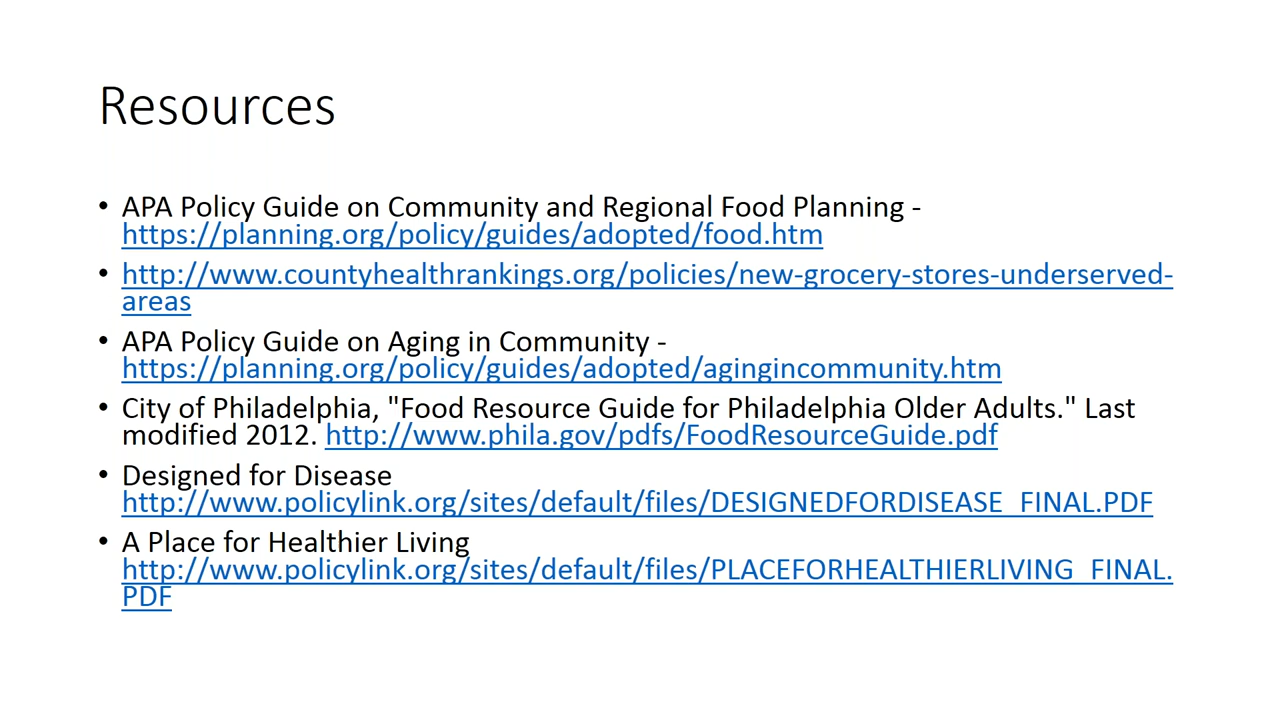 Resources
• APA Policy Guide on Community and Regional Food Planning -
https://planning.org/policy/guides/adopted/food.htm
• http://www.countyhealthrankings.org/policies/new-grocery-stores-underserved-
areas
• APA Policy Guide on Aging in Community -
https://planning.org/policy/guides/adopted/agingincommunity.htm
• City of Philadelphia, "Food Resource Guide for Philadelphia Older Adults." Last
modified 2012. http://www.phila.gov/pdfs/FoodResourceGuide.pdf
• Designed for Disease
http://www.policylink.org/sites/default/files/DESIGNEDFORDISEASE_FINAL.PDF
• A Place for Healthier Living
http://www.policylink.org/sites/default/files/PLACEFORHEALTHIERLIVING_FINAL.
PDF